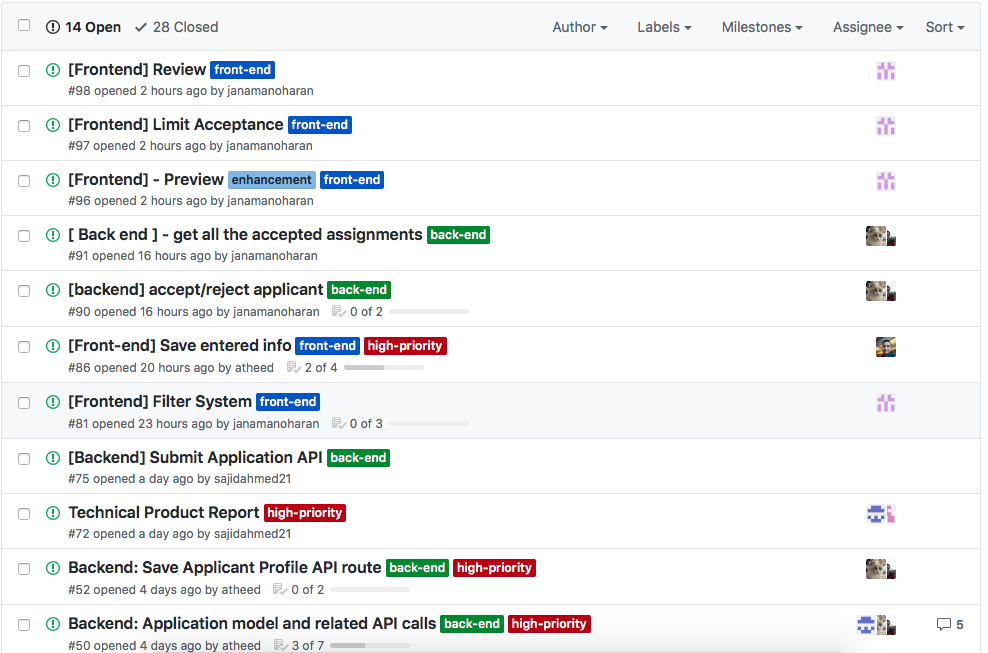 14 Open 28 Closed Author Labels Milestones Assignee Sort
[Frontend] Review front-end
#98 opened 2 hours ago by janamanoharan
[Frontend] Limit Acceptance front-end
#97 opened 2 hours ago by janamanoharan
[Frontend] - Preview enhancement front-end
#96 opened 2 hours ago by janamanoharan
[ Back end ] - get all the accepted assignments back-end
#91 opened 16 hours ago by janamanoharan
[backend] accept/reject applicant back-end
#90 opened 16 hours ago by janamanoharan 0 of 2
[Front-end] Save entered info front-end high-priority
#86 opened 20 hours ago by atheed 2 of 4
[Frontend] Filter System front-end
#81 opened 23 hours ago by janamanoharan 0 of 3
[Backend] Submit Application API back-end
#75 opened a day ago by sajidahmed21
Technical Product Report high-priority
#72 opened a day ago by sajidahmed21
Backend: Save Applicant Profile API route back-end high-priority
#52 opened 4 days ago by atheed 0 of 2
Backend: Application model and related API calls back-end high-priority 5
#50 opened 4 days ago by atheed 3 of 7